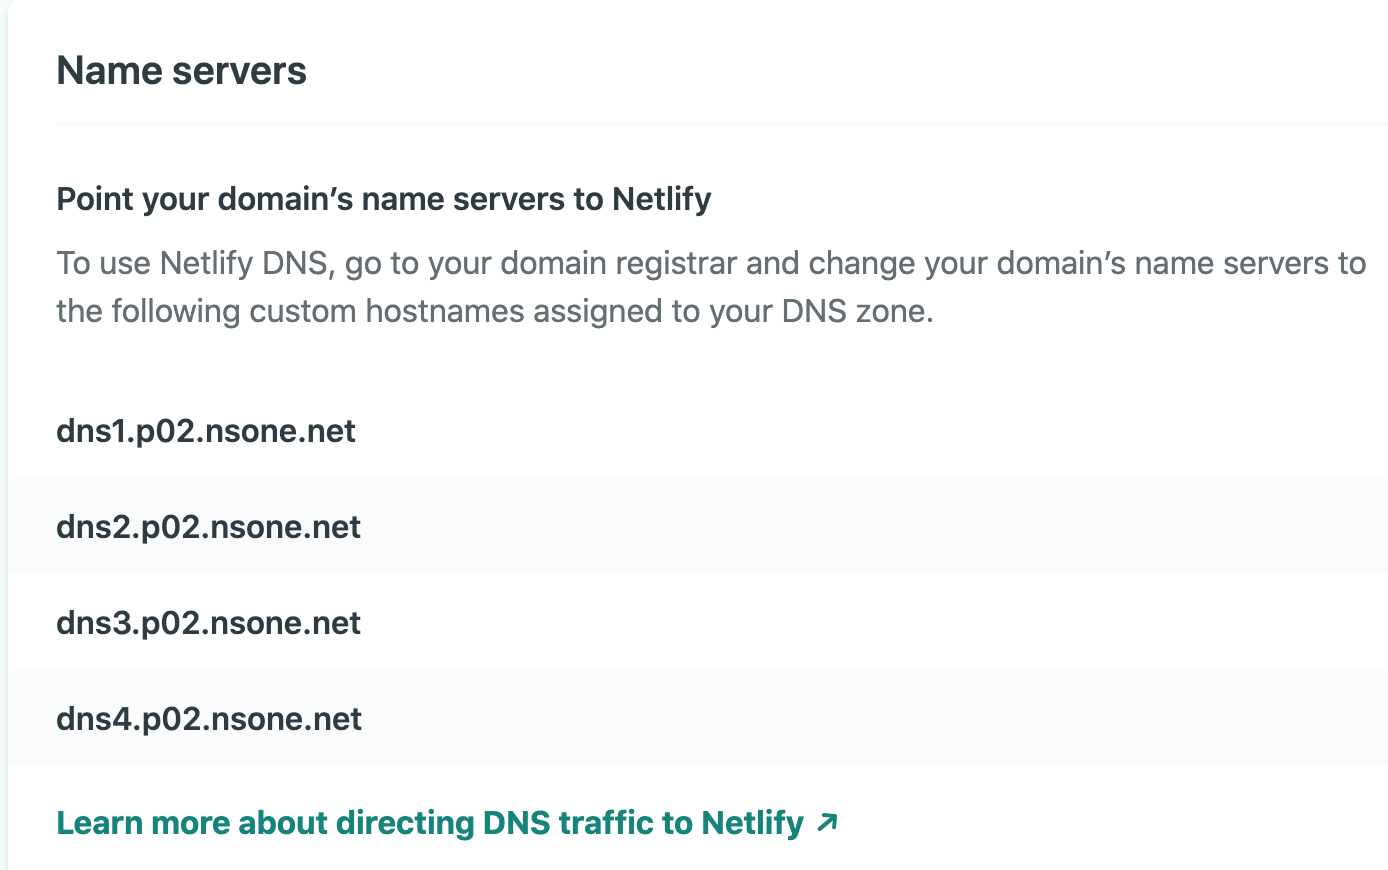 Name servers
Point your domain’s name servers to Netlify
To use Netlify DNS, go to your domain registrar and change your domain’s name servers to
the following custom hostnames assigned to your DNS zone.
dns1.p02.nsone.net
dns2.p02.nsone.net
dns3.p02.nsone.net
dns4.p02.nsone.net
Learn more about directing DNS traffic to Netlify ↗